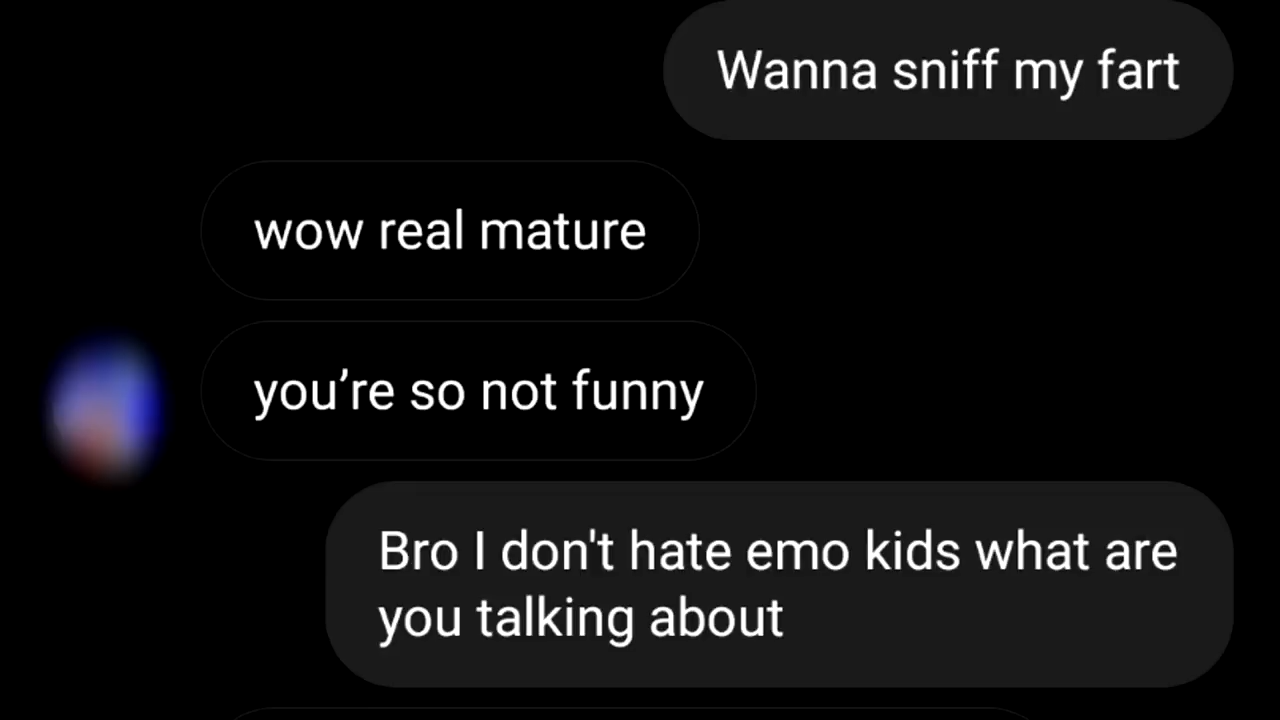 Wanna sniff my fart
wow real mature
you’re so not funny
Bro I don't hate emo kids what are
you talking about